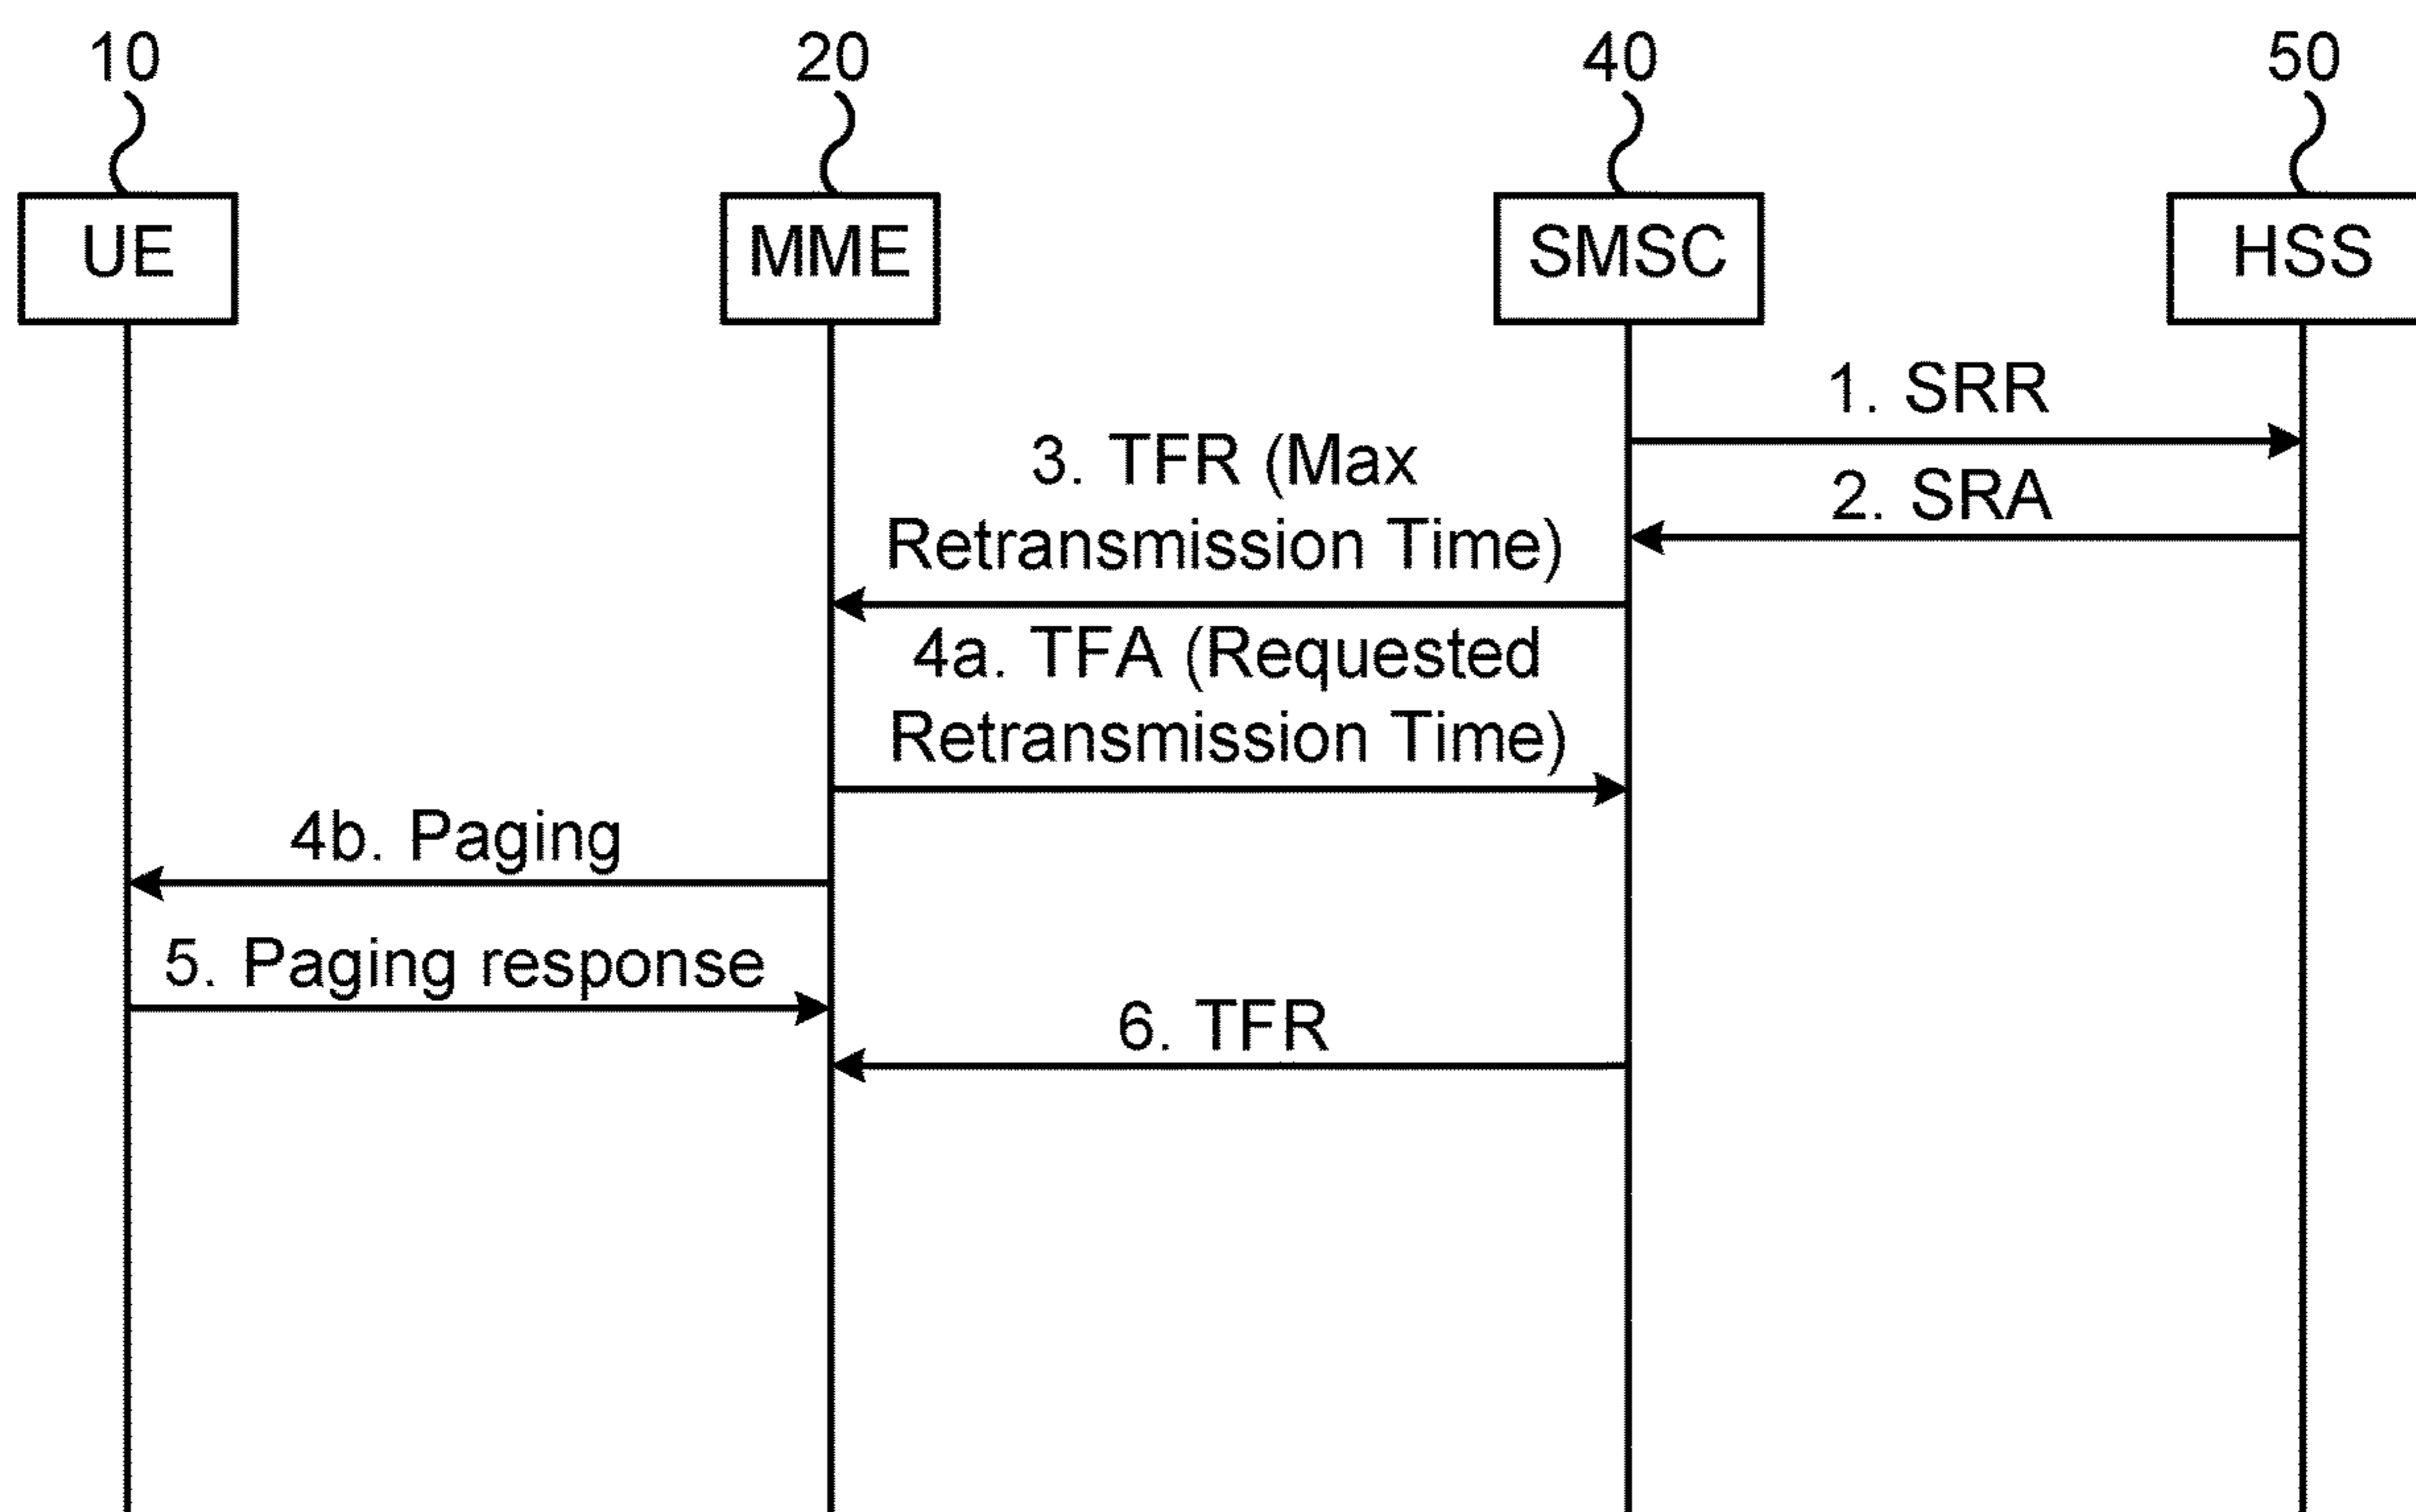 10
20
40
50
UE
MME
SMSC
HSS
1. SRR
3. TFR (Max
2. SRA
Retransmission Time)
4a. TFA (Requested
Retransmission Time)
4b. Paging
5. Paging response
6. TFR